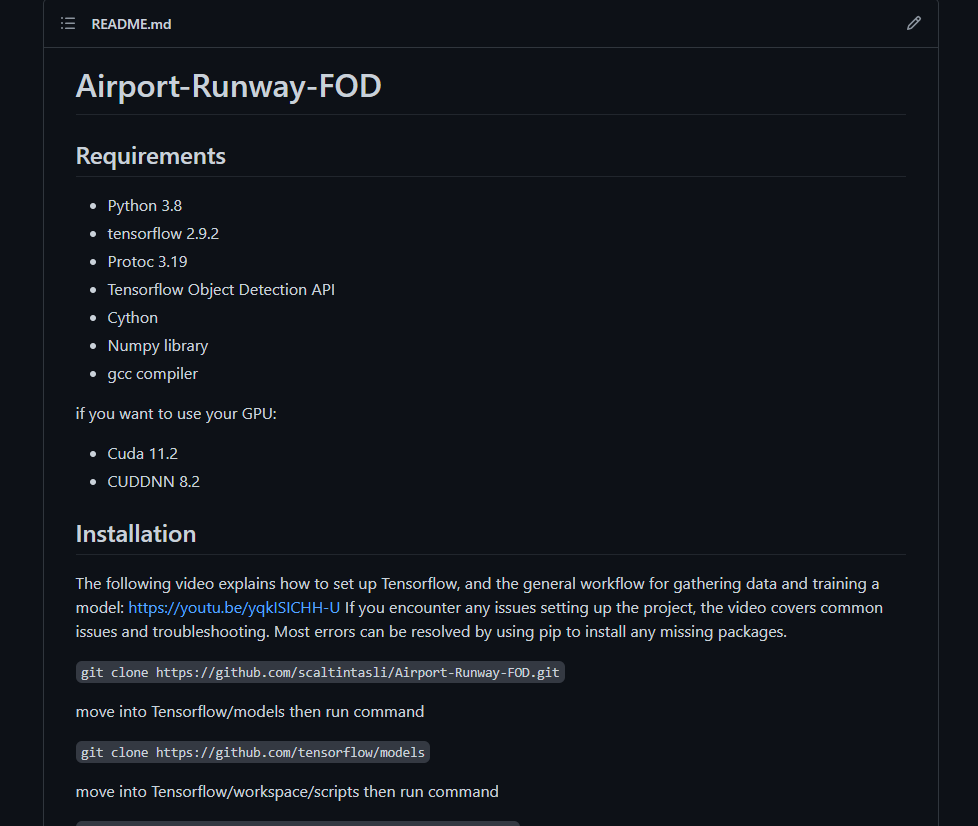 README.md
Airport-Runway-FOD
Requirements
Python 3.8
tensorflow 2.9.2
Protoc 3.19
Tensorflow Object Detection API
Cython
Numpy library
gcc compiler
if you want to use your GPU:
Cuda 11.2
CUDDNN 8.2
Installation
The following video explains how to set up Tensorflow, and the general workflow for gathering data and training a
model: https://youtu.be/yqkISICHH-U If you encounter any issues setting up the project, the video covers common
issues and troubleshooting. Most errors can be resolved by using pip to install any missing packages.
git clone https://github.com/scaltintasli/Airport-Runway-FOD.git
move into Tensorflow/models then run command
git clone https://github.com/tensorflow/models
move into Tensorflow/workspace/scripts then run command